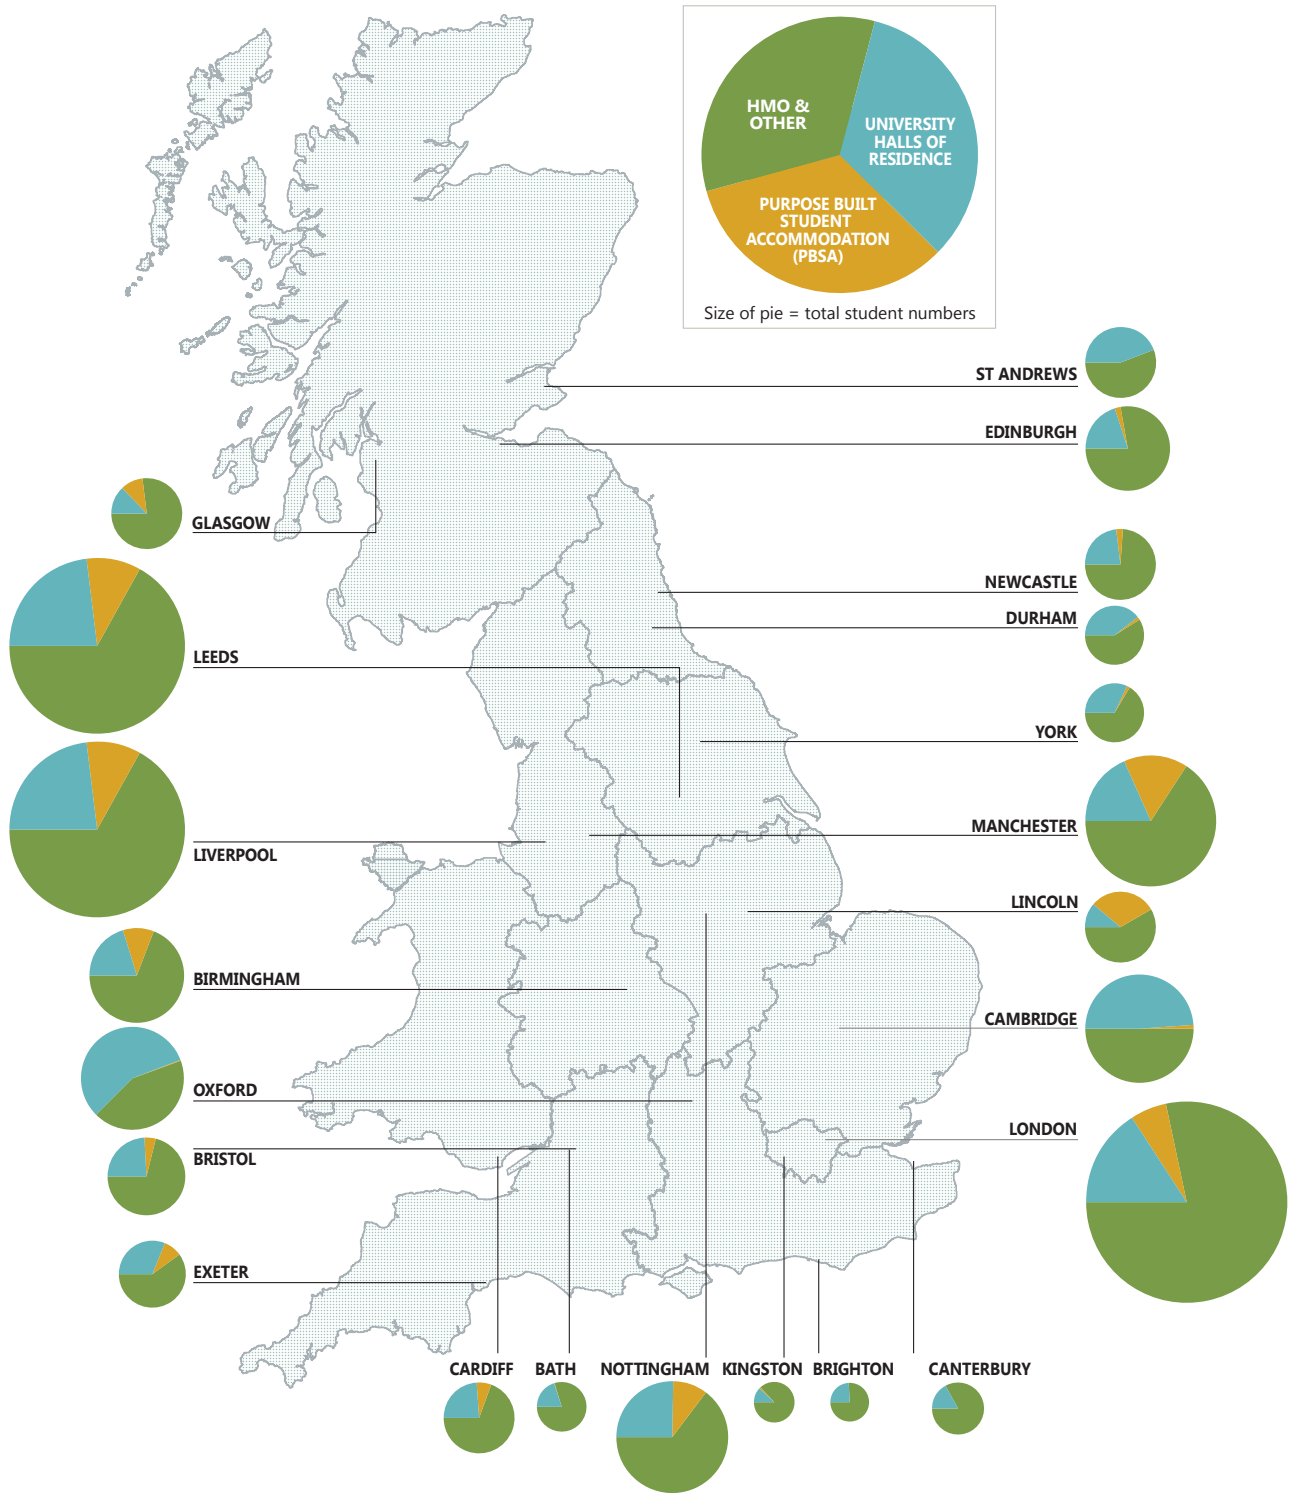 HMO &
OTHER
UNIVERSITY
HALLS OF
RESIDENCE
PURPOSE BUILT
STUDENT
ACCOMMODATION
(PBSA)
Size of pie = total student numbers
ST ANDREWS
EDINBURGH
GLASGOW
NEWCASTLE
DURHAM
LEEDS
YORK
MANCHESTER
LIVERPOOL
LINCOLN
BIRMINGHAM
CAMBRIDGE
OXFORD
LONDON
BRISTOL
EXETER
CARDIFF
BATH
NOTTINGHAM
KINGSTON
BRIGHTON
CANTERBURY